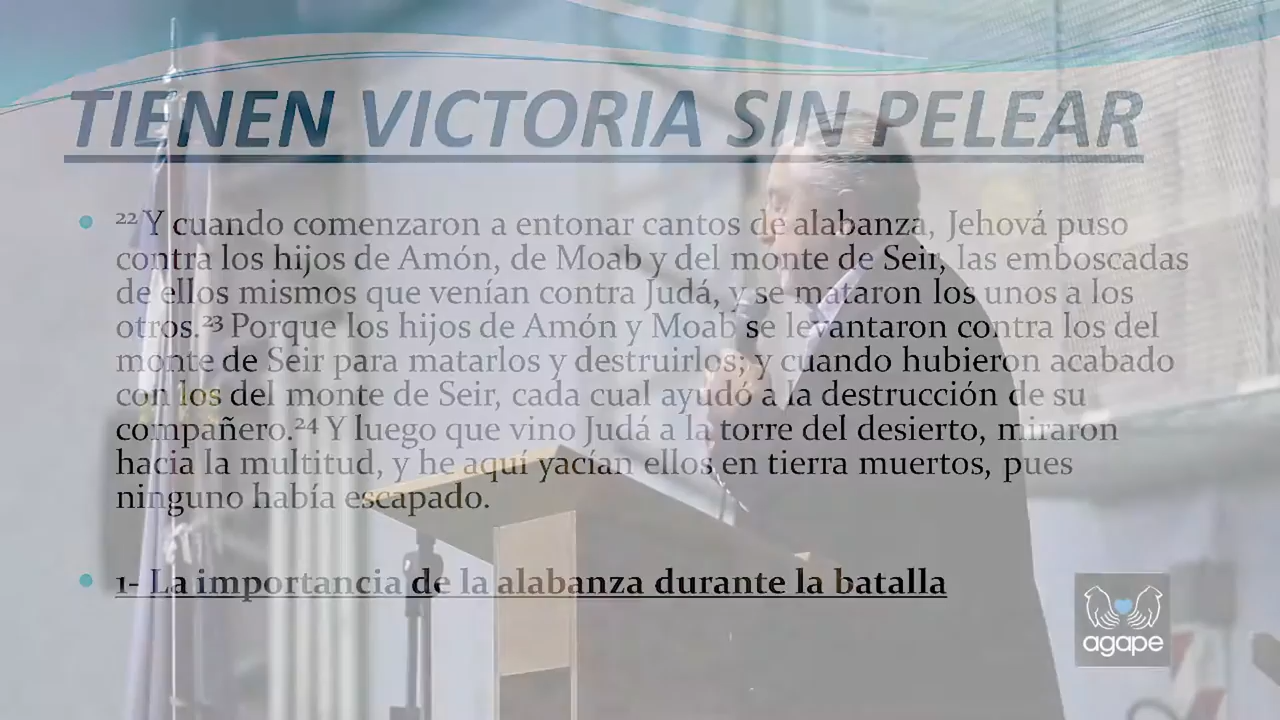 TIENEN VICTORIA SIN PELEAR
• ²²Y cuando comenzaron a entonar cantos de alabanza, Jehová puso
contra los hijos de Amón, de Moab y del monte de Seir, las emboscadas
de ellos mismos que venían contra Judá, y se mataron los unos a los
otros.²³ Porque los hijos de Amón y Moab se levantaron contra los del
monte de Seir para matarlos y destruirlos; y cuando hubieron acabado
con los del monte de Seir, cada cual ayudó a la destrucción de su
compañero.²⁴ Y luego que vino Judá a la torre del desierto, miraron
hacia la multitud, y he aquí yacían ellos en tierra muertos, pues
ninguno había escapado.
• 1- La importancia de la alabanza durante la batalla
agape